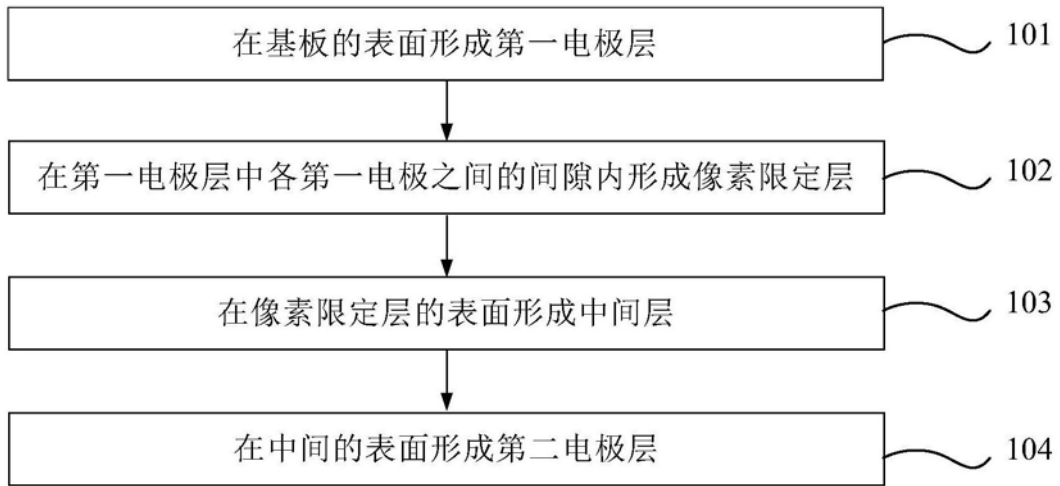 在基板的表面形成第一电极层
101
在第一电极层中各第一电极之间的间隙内形成像素限定层
102
在像素限定层的表面形成中间层
103
在中间的表面形成第二电极层
104